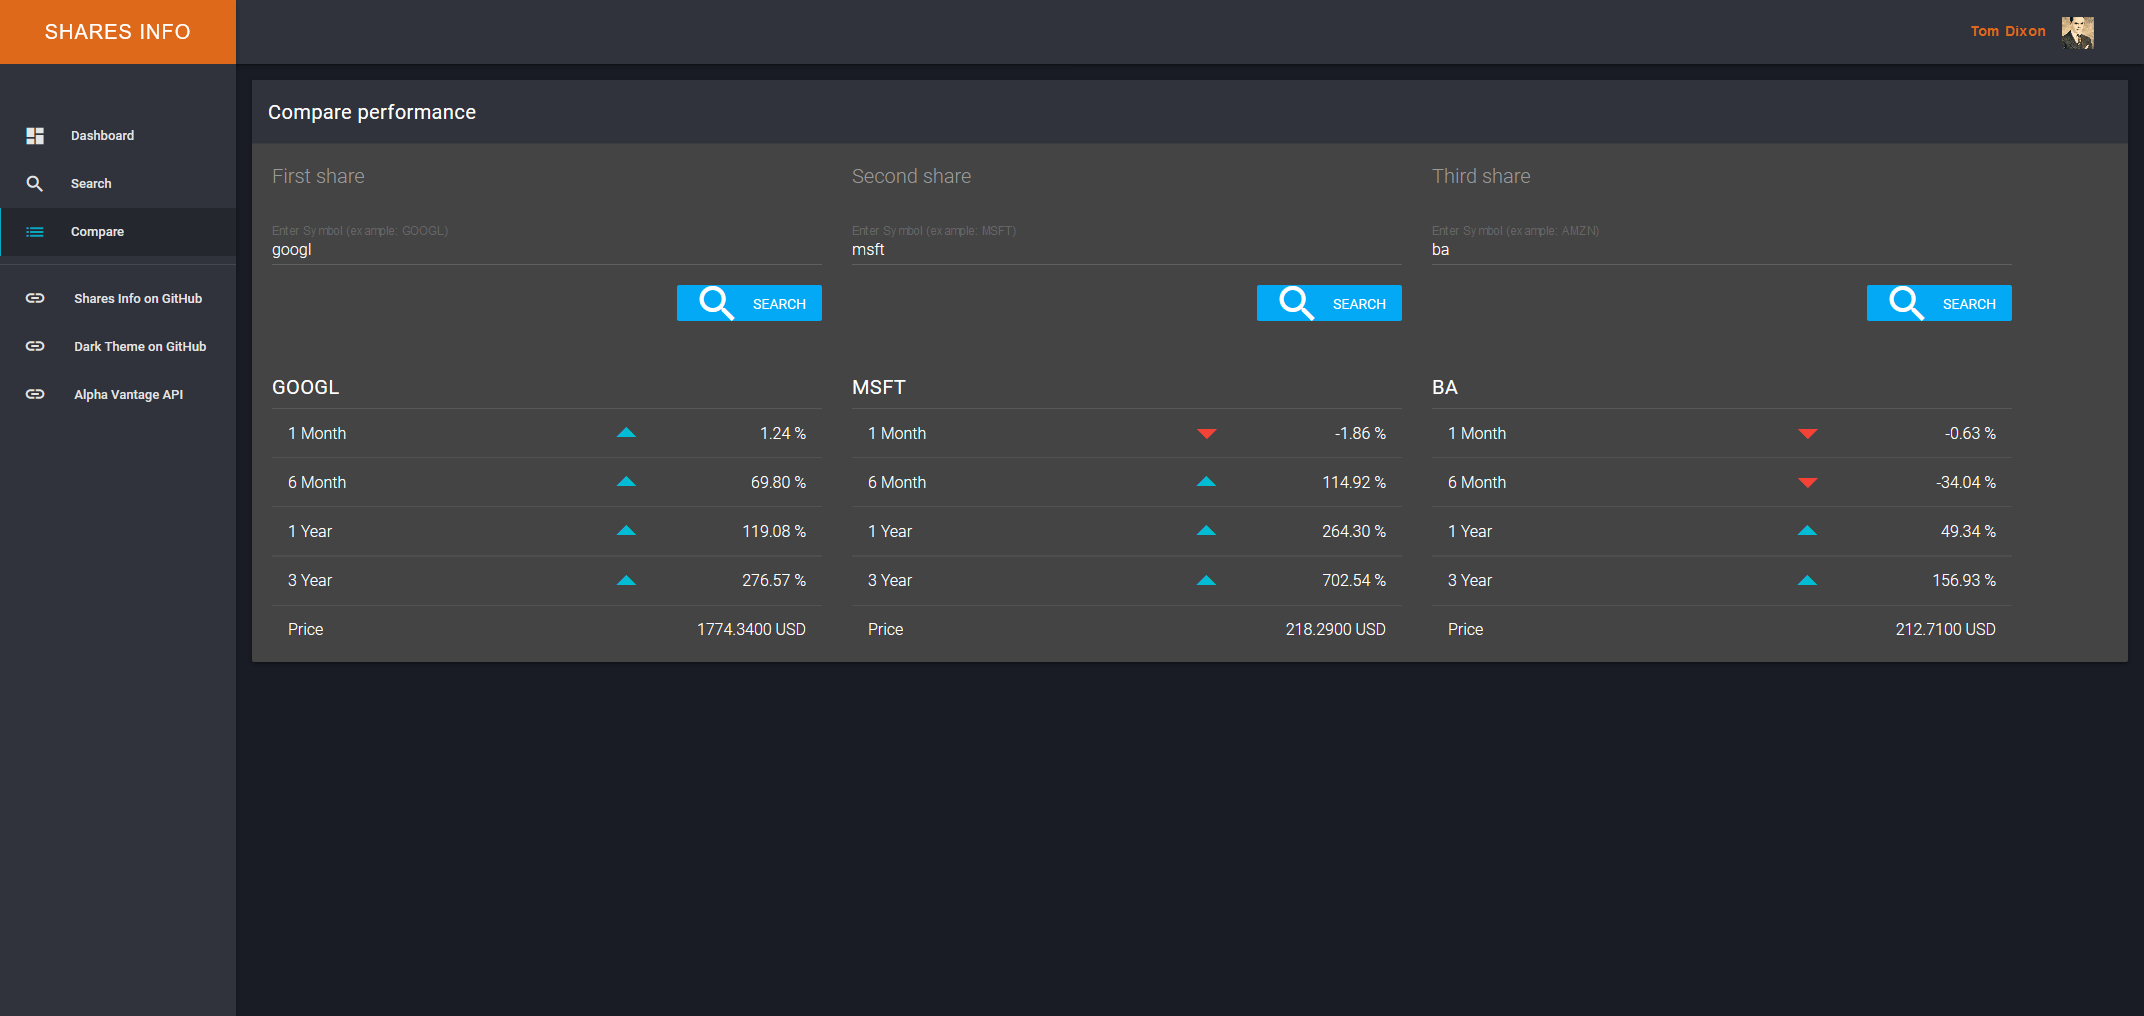 SHARES INFO
Tom Dixon
Dashboard
Search
Compare
Shares Info on GitHub
Dark Theme on GitHub
Alpha Vantage API
Compare performance
First share
Enter Symbol (example: GOOGL)
googl
SEARCH
GOOGL
1 Month 1.24 %
6 Month 69.80 %
1 Year 119.08 %
3 Year 276.57 %
Price 1774.3400 USD
Second share
Enter Symbol (example: MSFT)
msft
SEARCH
MSFT
1 Month -1.86 %
6 Month 114.92 %
1 Year 264.30 %
3 Year 702.54 %
Price 218.2900 USD
Third share
Enter Symbol (example: AMZN)
ba
SEARCH
BA
1 Month -0.63 %
6 Month -34.04 %
1 Year 49.34 %
3 Year 156.93 %
Price 212.7100 USD